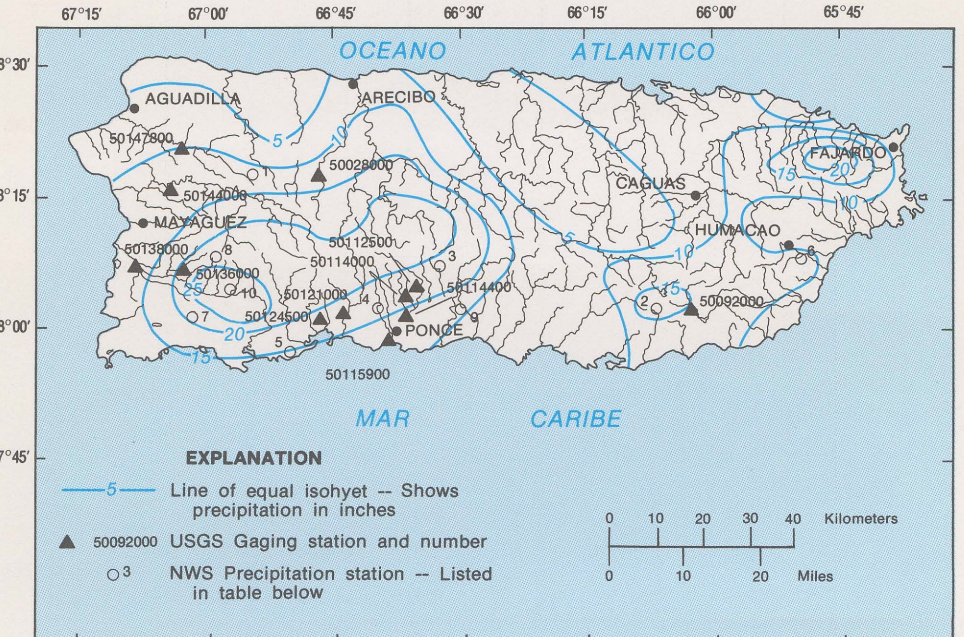 67°15' 67°00' 66°45' 66°30' 66°15' 66°00' 65°45'
8°30'
OCEANO ATLANTICO
AGUADILLA
ARECIBO
5
10
50147800
1
50028000
FAJARDO
15
20
8°15'
50144000
CAGUAS
10
MAYAGUEZ
50112500
5
HUMACAO
10
50138000
8
50114000
3
6
50136000
25
10
50121000
4
50114400
15
2
50092000
7
50124500
9
8°00'
20
5
PONCE
15
50115900
MAR CARIBE
7°45'
EXPLANATION
5 Line of equal isohyet -- Shows
precipitation in inches
50092000 USGS Gaging station and number
3 NWS Precipitation station -- Listed
in table below
0 10 20 30 40 Kilometers
0 10 20 Miles